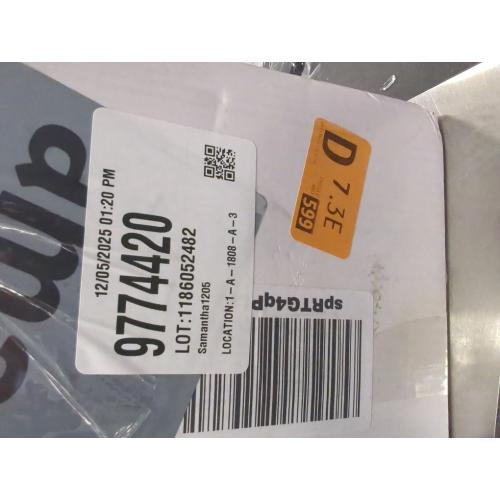 12/05/2025 01:20 PM
9774420
LOT:1186052482
Samantha1205
LOCATION:1-A-1808-A-3
D 7.3E
599
spRTG4qP